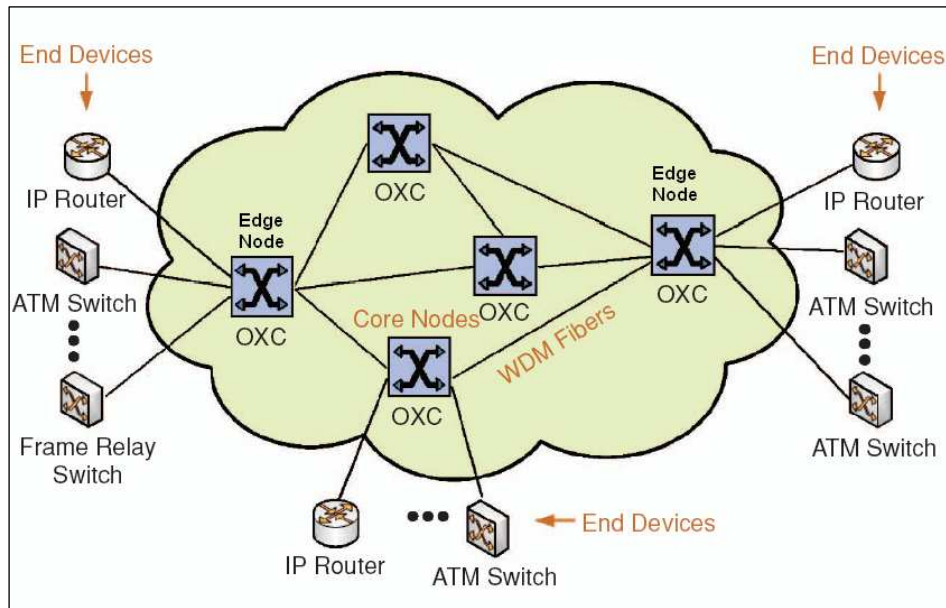 End Devices
End Devices
IP Router
OXC
Edge
Node
IP Router
Edge
Node
ATM Switch
OXC
OXC
OXC
ATM Switch
Core Nodes
WDM Fibers
OXC
Frame Relay
Switch
ATM Switch
End Devices
IP Router
ATM Switch